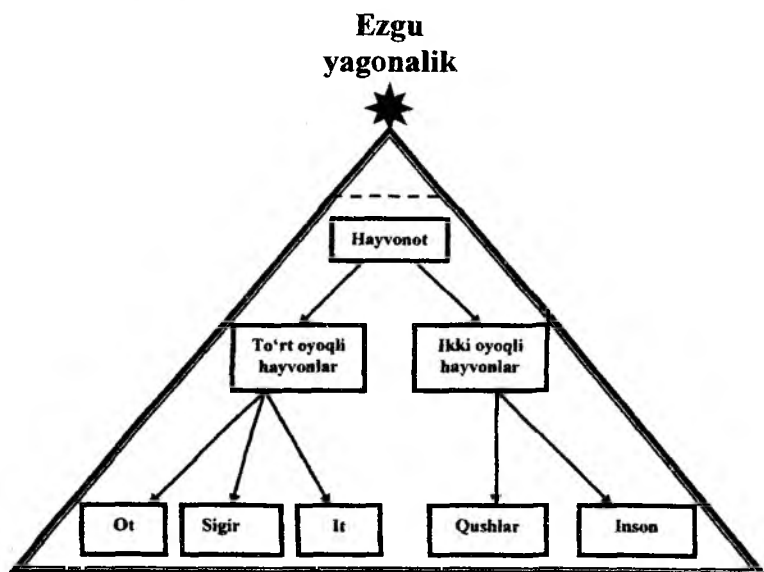 Ezgu
yagonalik
Hayvonot
To‘rt oyoqli
hayvonlar
Ikki oyoqli
hayvonlar
Ot
Sigir
It
Qushlar
Inson